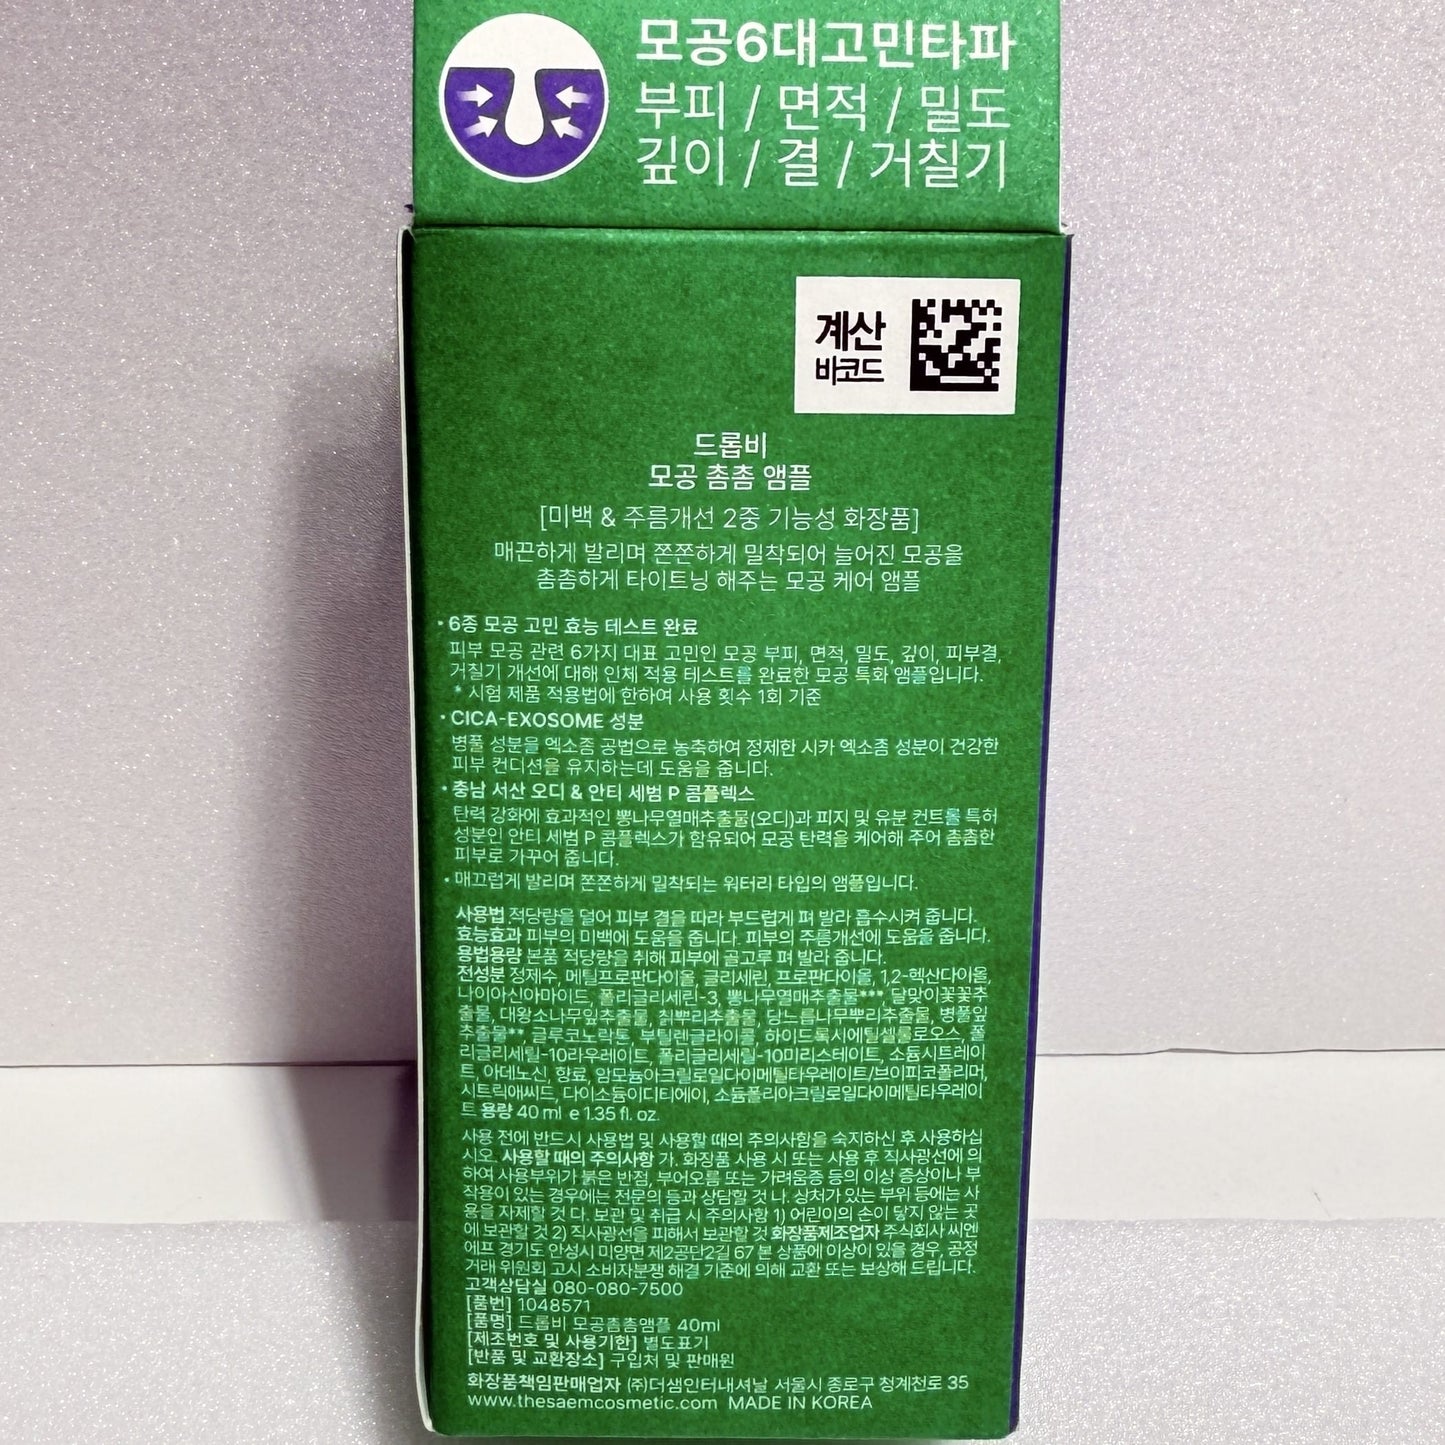 모공6대고민타파
부피 / 면적 / 밀도
깊이 / 결 / 거칠기
계산
바코드
드롭비
모공 촘촘 앰플
[미백 & 주름개선 2중 기능성 화장품]
매끈하게 발리며 쫀쫀하게 밀착되어 늘어진 모공을
촘촘하게 타이트닝 해주는 모공 케어 앰플
• 6종 모공 고민 효능 테스트 완료
피부 모공 관련 6가지 대표 고민인 모공 부피, 면적, 밀도, 깊이, 피부결,
거칠기 개선에 대해 인체 적용 테스트를 완료한 모공 특화 앰플입니다.
* 시험 제품 적용법에 한하여 사용 횟수 1회 기준
• CICA-EXOSOME 성분
병풀 성분을 엑소좀 공법으로 농축하여 정제한 시카 엑소좀 성분이 건강한
피부 컨디션을 유지하는데 도움을 줍니다.
• 충남 서산 오디 & 안티 세범 P 콤플렉스
탄력 강화에 효과적인 뽕나무열매추출물(오디)과 피지 및 유분 컨트롤 특허
성분인 안티 세범 P 콤플렉스가 함유되어 모공 탄력을 케어해 주어 촘촘한
피부로 가꾸어 줍니다.
• 매끄럽게 발리며 쫀쫀하게 밀착되는 워터리 타입의 앰플입니다.
사용법 적당량을 덜어 피부 결을 따라 부드럽게 펴 발라 흡수시켜 줍니다.
효능효과 피부의 미백에 도움을 줍니다. 피부의 주름개선에 도움을 줍니다.
용법용량 본품 적당량을 취해 피부에 골고루 펴 발라 줍니다.
전성분 정제수, 메틸프로판다이올, 글리세린, 프로판다이올, 1,2-헥산다이올,
나이아신아마이드, 폴리글리세린-3, 뽕나무열매추출물***, 달맞이꽃꽃추
출물, 대왕소나무잎추출물, 칡뿌리추출물, 당느릅나무뿌리추출물, 병풀잎
추출물** 글루코노락톤, 부틸렌글라이콜, 하이드록시에틸셀룰로오스, 폴
리글리세릴-10라우레이트, 폴리글리세릴-10미리스테이트, 소듐시트레이
트, 아데노신, 향료, 암모늄아크릴로일다이메틸타우레이트/브이피코폴리머,
시트릭애씨드, 다이소듐이디티에이, 소듐폴리아크릴로일다이메틸타우레이
트 용량 40 ml e 1.35 fl. oz.
사용 전에 반드시 사용법 및 사용할 때의 주의사항을 숙지하신 후 사용하십
시오. 사용할 때의 주의사항 가. 화장품 사용 시 또는 사용 후 직사광선에 의
하여 사용부위가 붉은 반점, 부어오름 또는 가려움증 등의 이상 증상이나 부
작용이 있는 경우에는 전문의 등과 상담할 것 나. 상처가 있는 부위 등에는 사
용을 자제할 것 다. 보관 및 취급 시 주의사항 1) 어린이의 손이 닿지 않는 곳
에 보관할 것 2) 직사광선을 피해서 보관할 것 화장품제조업자 주식회사 씨엔
에프 경기도 안성시 미양면 제2공단2길 67 본 상품에 이상이 있을 경우, 공정
거래 위원회 고시 소비자분쟁 해결 기준에 의해 교환 또는 보상해 드립니다.
고객상담실 080-080-7500
[품번] 1048571
[품명] 드롭비 모공촘촘앰플 40ml
[제조번호 및 사용기한] 별도표기
[반품 및 교환장소] 구입처 및 판매원
화장품책임판매업자 (주)더샘인터내셔날 서울시 종로구 청계천로 35
www.thesaemcosmetic.com MADE IN KOREA